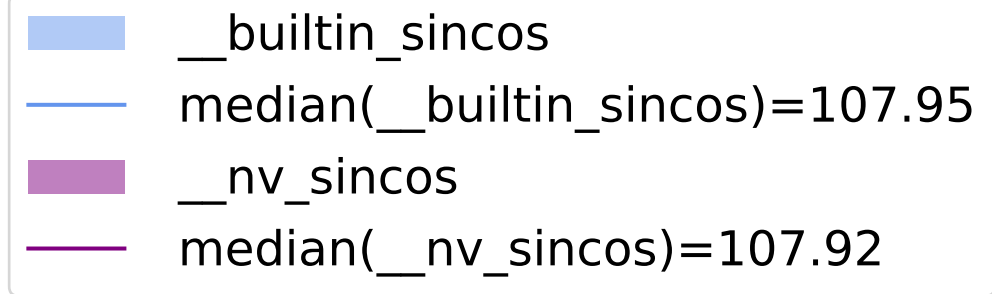 __builtin_sincos
median(__builtin_sincos)=107.95
__nv_sincos
median(__nv_sincos)=107.92